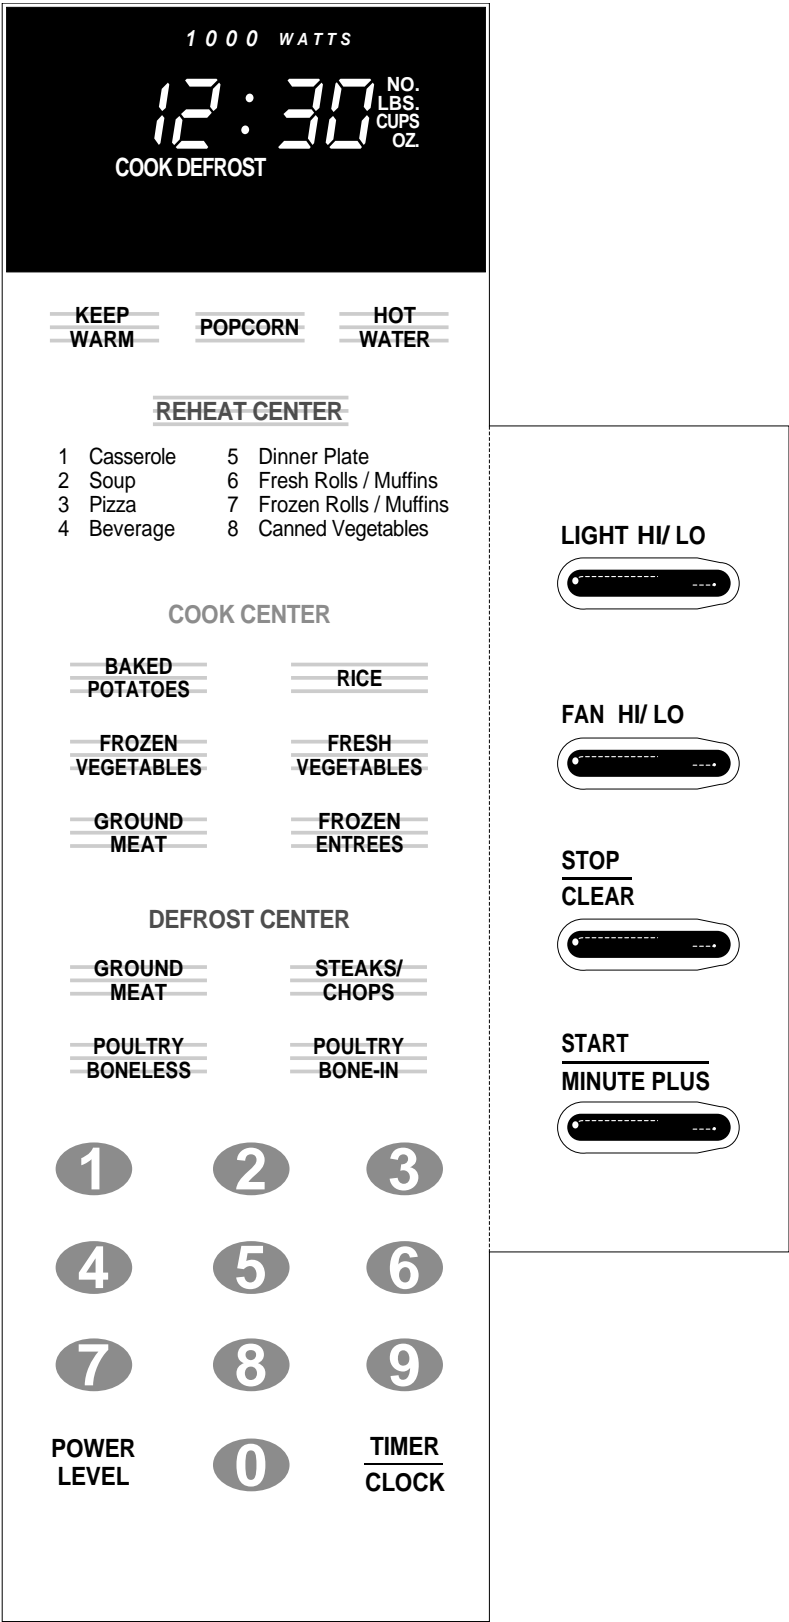 1000 WATTS
12:30
NO.
LBS.
CUPS
OZ.
COOK DEFROST
KEEP
WARM
POPCORN
HOT
WATER
REHEAT CENTER
1 Casserole
2 Soup
3 Pizza
4 Beverage
5 Dinner Plate
6 Fresh Rolls / Muffins
7 Frozen Rolls / Muffins
8 Canned Vegetables
COOK CENTER
BAKED
POTATOES
RICE
FROZEN
VEGETABLES
FRESH
VEGETABLES
GROUND
MEAT
FROZEN
ENTREES
DEFROST CENTER
GROUND
MEAT
STEAKS/
CHOPS
POULTRY
BONELESS
POULTRY
BONE-IN
1 2 3
4 5 6
7 8 9
POWER
LEVEL
0
TIMER
CLOCK
LIGHT HI/ LO
FAN HI/ LO
STOP
CLEAR
START
MINUTE PLUS